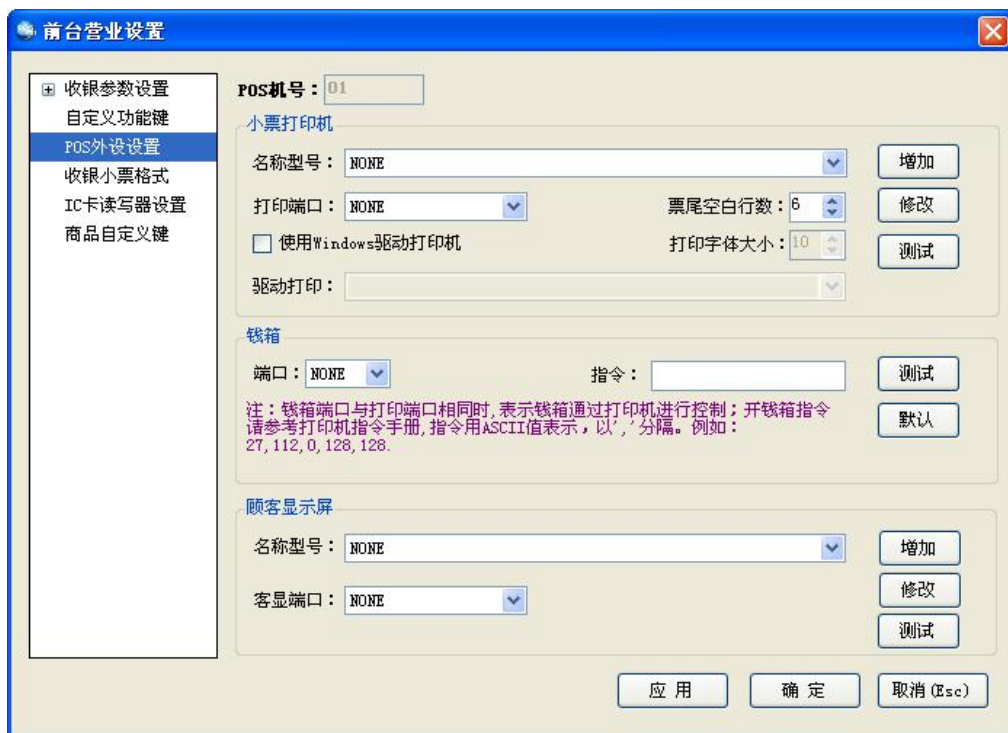 前台营业设置
收银参数设置
自定义功能键
POS外设设置
收银小票格式
IC卡读写器设置
商品自定义键
POS机号：01
小票打印机
名称型号：NONE 增加
打印端口：NONE 票尾空白行数：6 修改
使用Windows驱动打印机 打印字体大小：10 测试
驱动打印：
钱箱
端口：NONE 指令： 测试
注：钱箱端口与打印端口相同时,表示钱箱通过打印机进行控制；开钱箱指令
请参考打印机指令手册,指令用ASCII值表示，以','分隔。例如：
27,112,0,128,128.
默认
顾客显示屏
名称型号：NONE 增加
客显端口：NONE 修改
测试
应 用 确 定 取消(Esc)